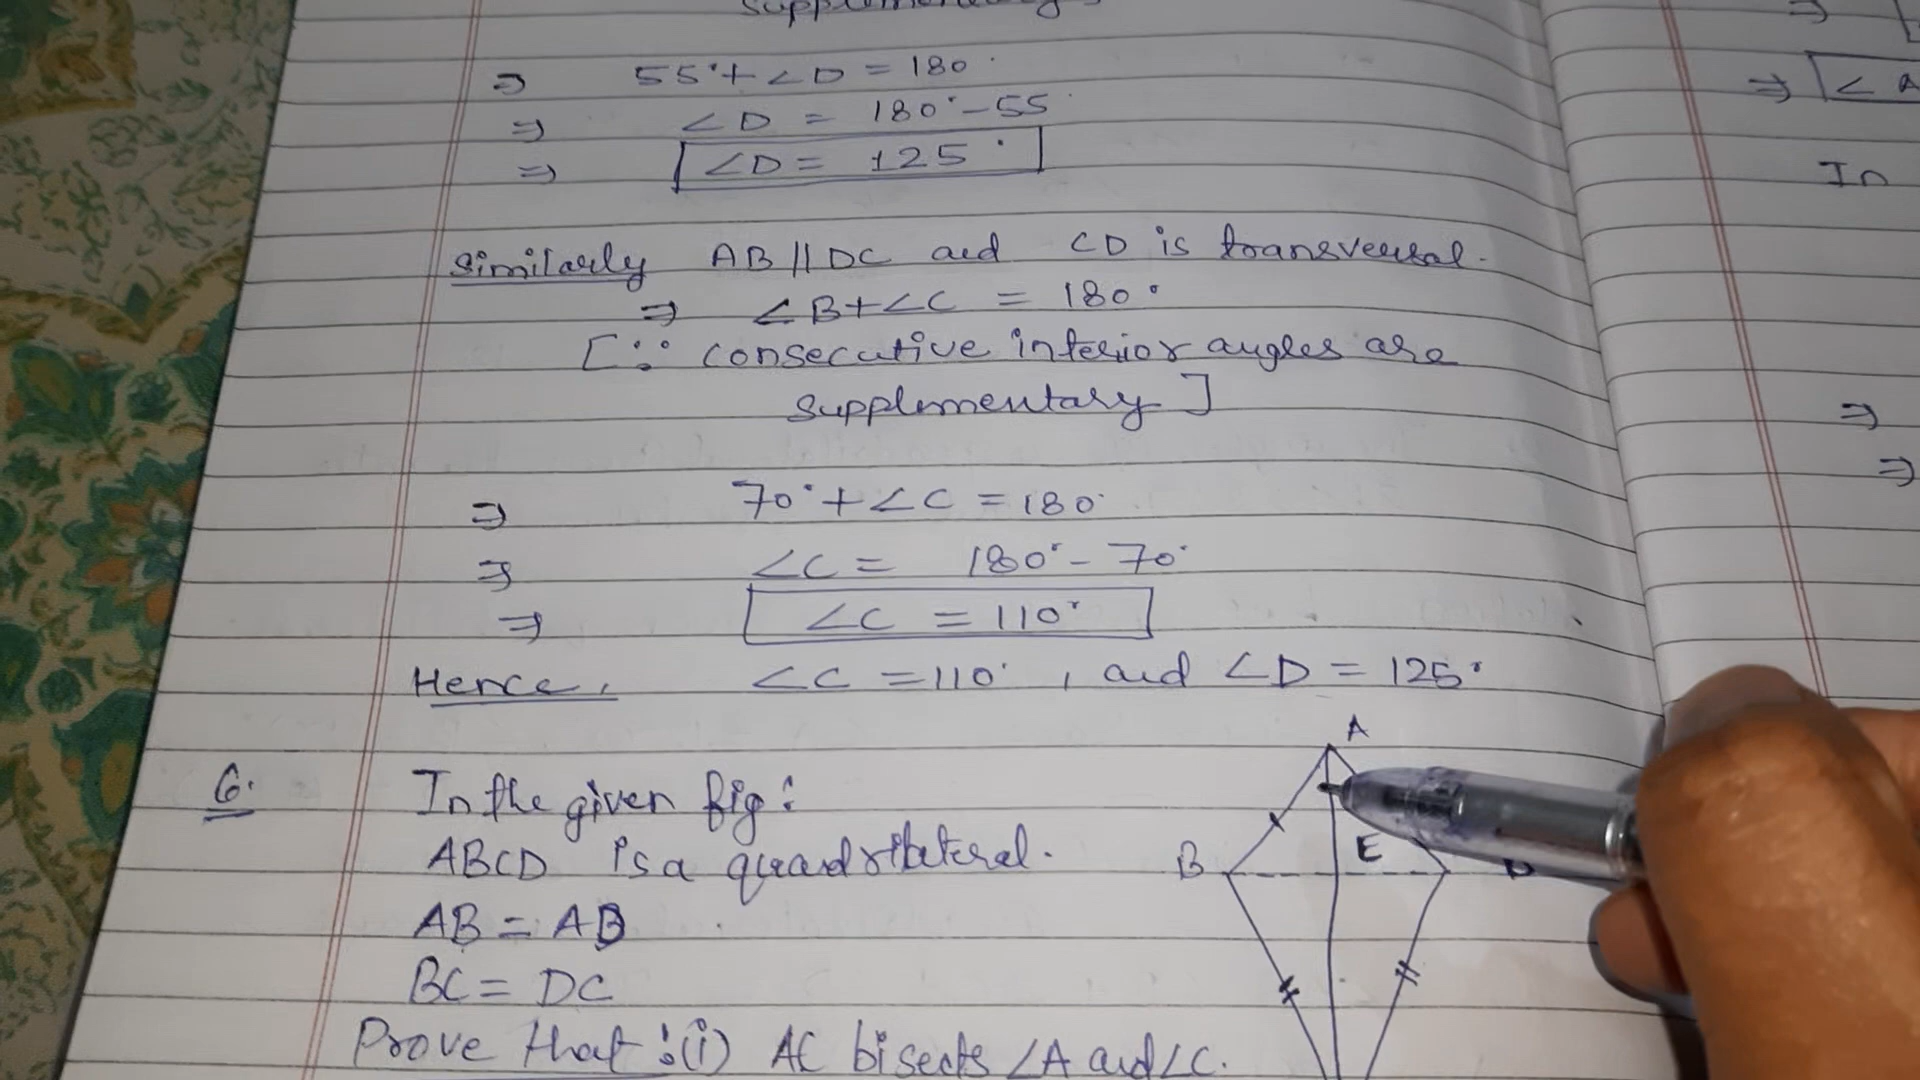 supplementary
⇒ 55°+∠D = 180°
⇒ ∠D = 180°-55°
⇒ ∠D = 125°
Similarly AB||DC and CD is transversal.
⇒ ∠B+∠C = 180°
[∵ consecutive interior angles are
supplementary]
⇒ 70°+∠C = 180°
⇒ ∠C = 180°- 70°
⇒ ∠C = 110°
Hence, ∠C = 110°, and ∠D = 125°
6. In the given fig:
ABCD is a quadrilateral.
AB = AD
BC = DC
Prove that :(i) AC bisects ∠A and ∠C.
A
B
E
D
⇒
⇒ ∠A
In
⇒
⇒